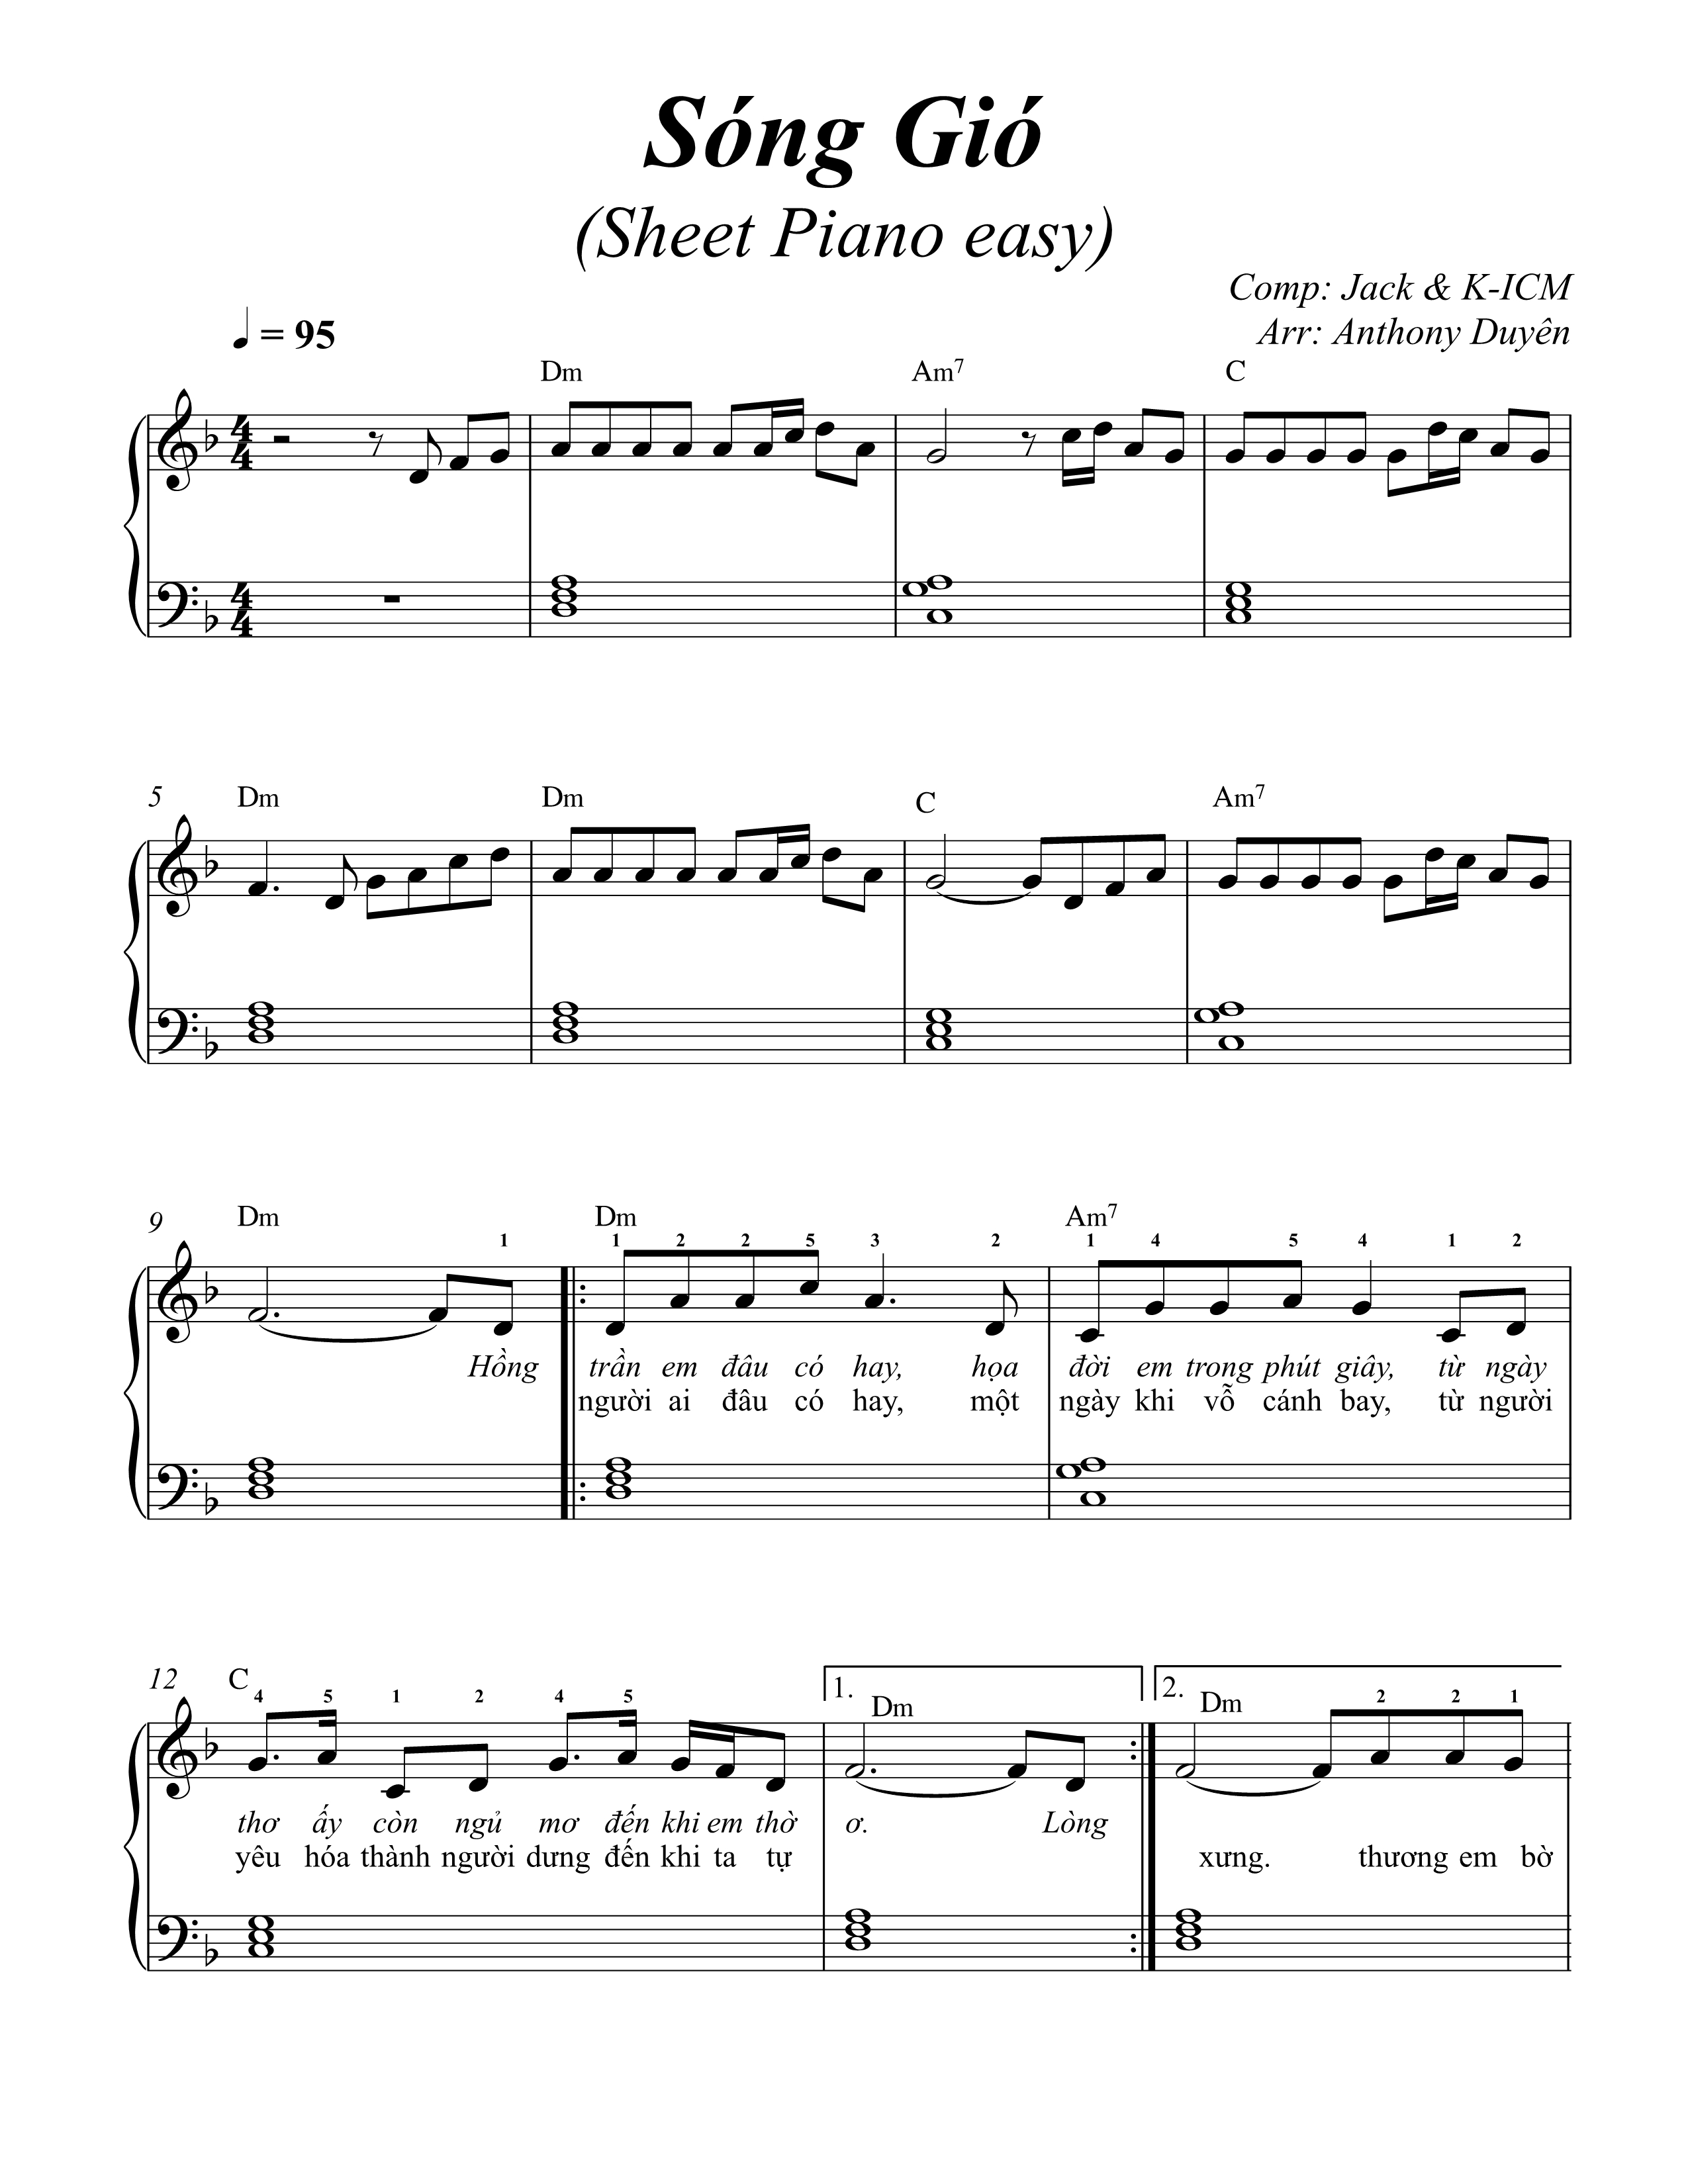 Sóng Gió
(Sheet Piano easy)
Comp: Jack & K-ICM
Arr: Anthony Duyên
= 95
Dm Am7 C
4 4
4 4
5 Dm Dm C Am7
9 Dm Dm Am7
1 1 2 2 5 3 2 1 4 5 4 1 2
Hồng trần em đâu có hay, họa đời em trong phút giây, từ ngày
người ai đâu có hay, một ngày khi vỗ cánh bay, từ người
12 C 1. Dm 2. Dm
4 5 1 2 4 5 2 2 1
thơ ấy còn ngủ mơ đến khi em thờ ơ. Lòng
yêu hóa thành người dưng đến khi ta tự xưng. thương em bờ